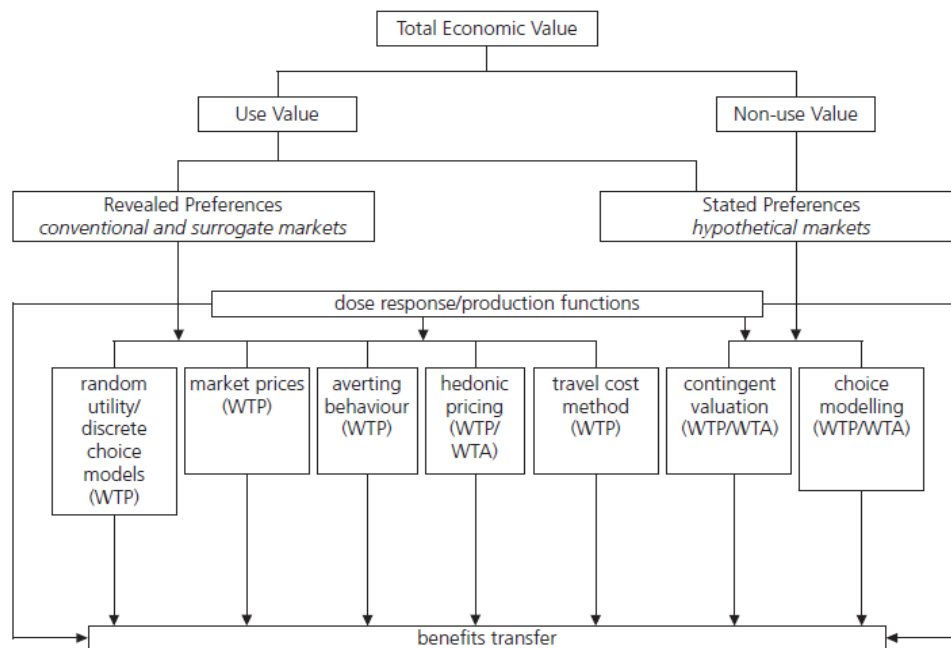 Total Economic Value
Use Value
Non-use Value
Revealed Preferences
conventional and surrogate markets
Stated Preferences
hypothetical markets
dose response/production functions
random
utility/
discrete
choice
models
(WTP)
market prices
(WTP)
averting
behaviour
(WTP)
hedonic
pricing
(WTP/
WTA)
travel cost
method
(WTP)
contingent
valuation
(WTP/WTA)
choice
modelling
(WTP/WTA)
benefits transfer